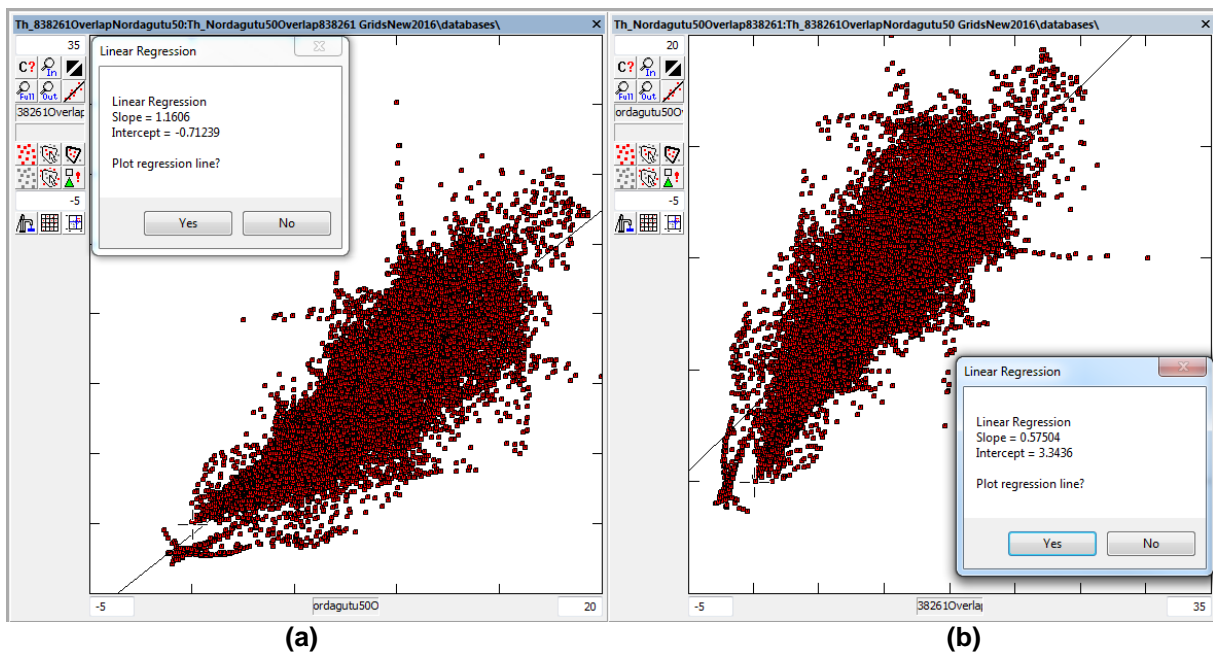 Th_838261OverlapNordagutu50:Th_Nordagutu50Overlap838261 GridsNew2016\databases\
35
C?
In
Full
Out
38261Overlap
-5
Linear Regression
Linear Regression
Slope = 1.1606
Intercept = -0.71239
Plot regression line?
Yes
No
-5
ordagutu50O
20
(a)
Th_Nordagutu50Overlap838261:Th_838261OverlapNordagutu50 GridsNew2016\databases\
20
C?
In
Full
Out
ordagutu50O
-5
Linear Regression
Linear Regression
Slope = 0.57504
Intercept = 3.3436
Plot regression line?
Yes
No
-5
38261Overlap
35
(b)